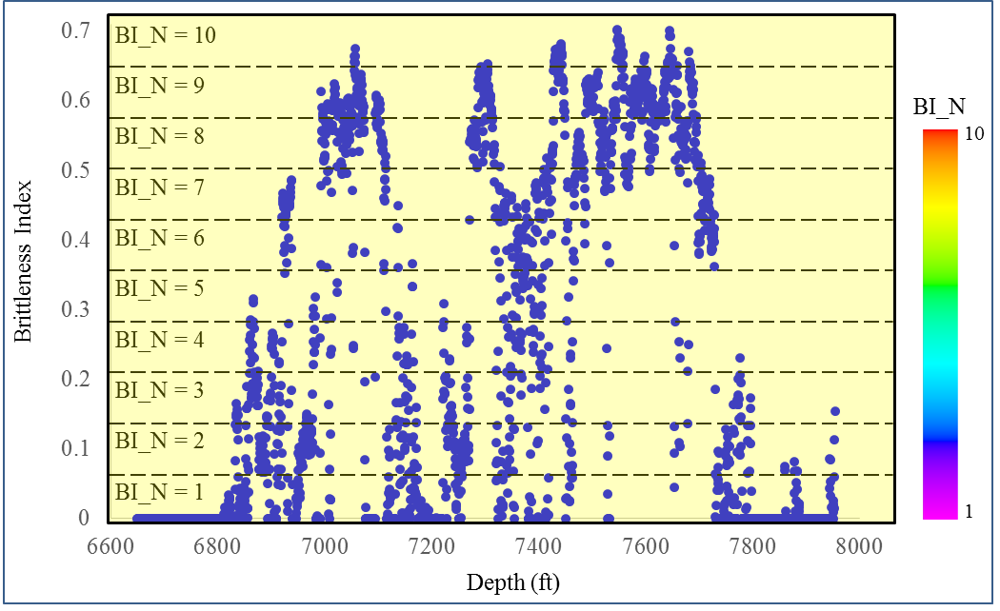 0.7
BI_N = 10
BI_N = 9
0.6
BI_N = 8
0.5
BI_N = 7
BI_N = 6
0.4
BI_N = 5
0.3
BI_N = 4
0.2
BI_N = 3
0.1
BI_N = 2
BI_N = 1
0
Brittleness Index
6600 6800 7000 7200 7400 7600 7800 8000
Depth (ft)
BI_N
10
1